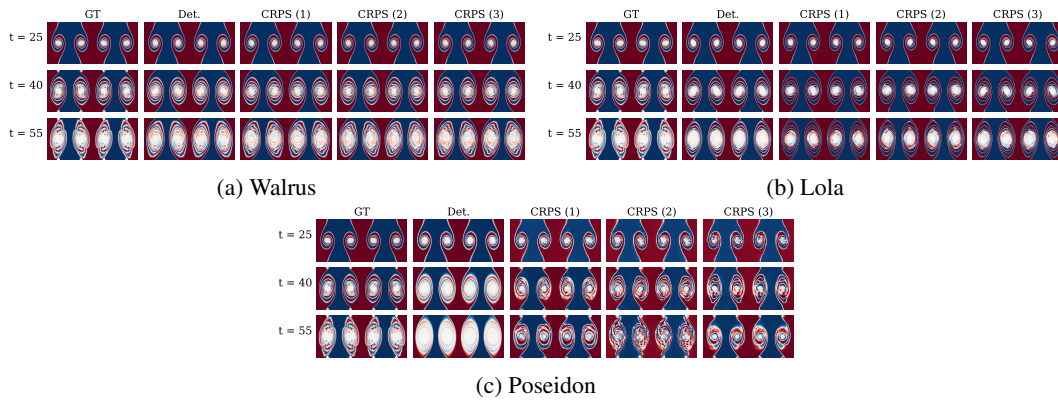 GT Det. CRPS (1) CRPS (2) CRPS (3)
t = 25
t = 40
t = 55
(a) Walrus
GT Det. CRPS (1) CRPS (2) CRPS (3)
t = 25
t = 40
t = 55
(b) Lola
GT Det. CRPS (1) CRPS (2) CRPS (3)
t = 25
t = 40
t = 55
(c) Poseidon